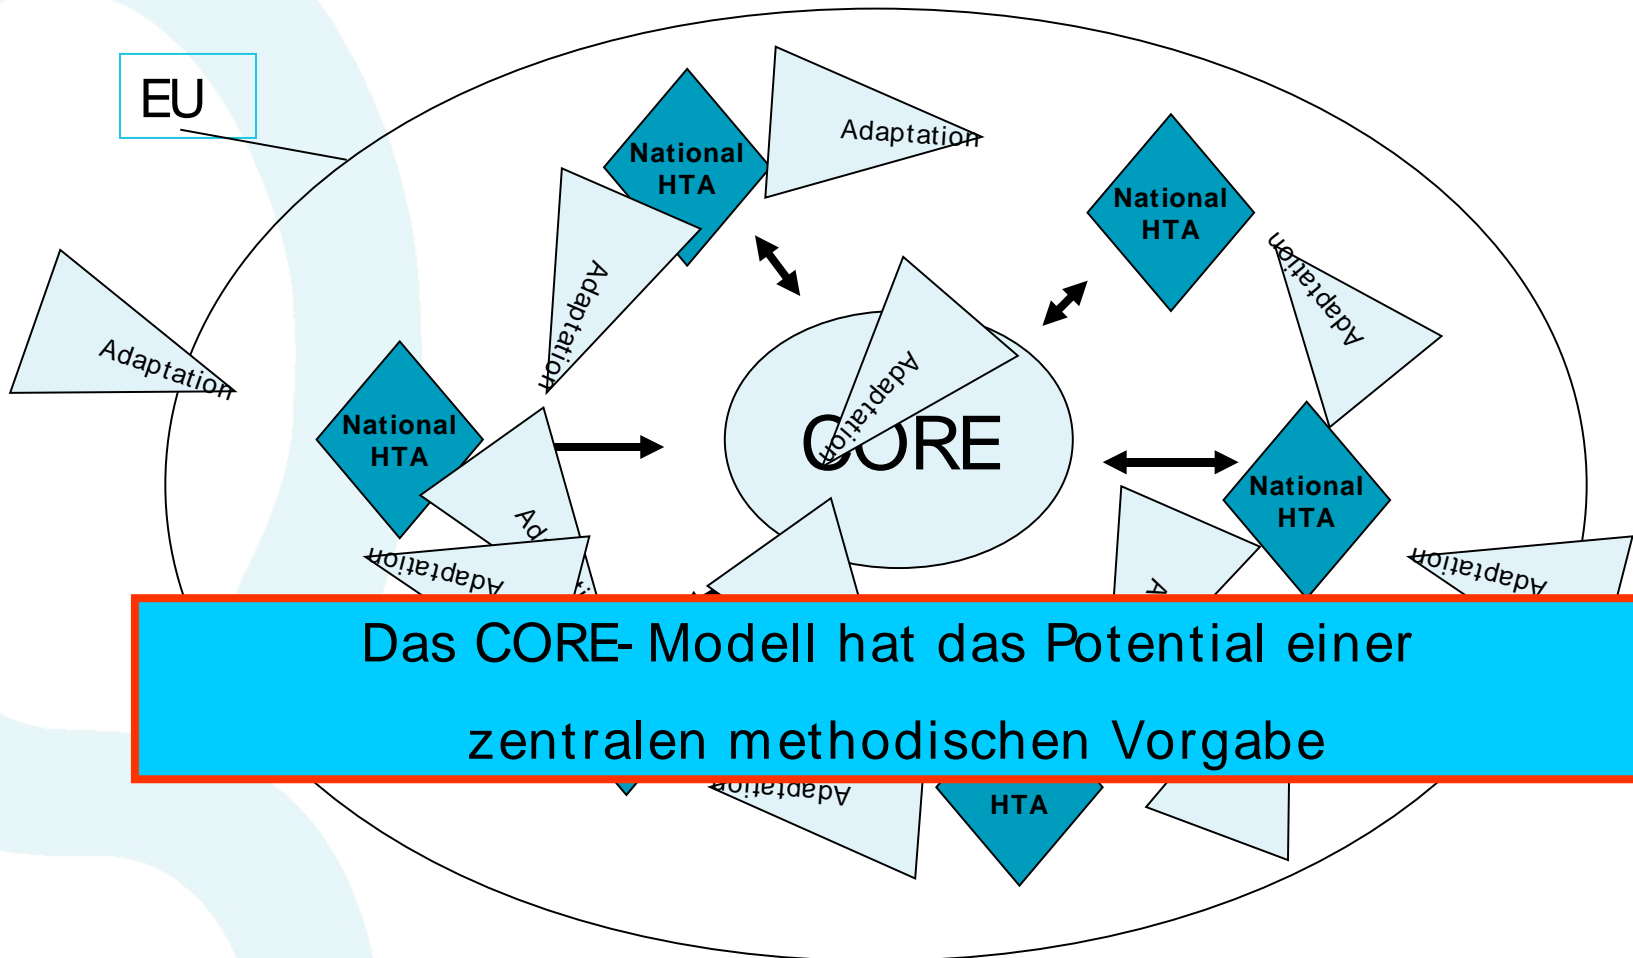 EU
National
HTA
Adaptation
National
HTA
Adaptation
Adaptation
Adaptation
Adaptation
Adaptation
National
HTA
CORE
National
HTA
Adaptation
Adaptation
Das CORE-Modell hat das Potential einer
zentralen methodischen Vorgabe
Adaptation
HTA